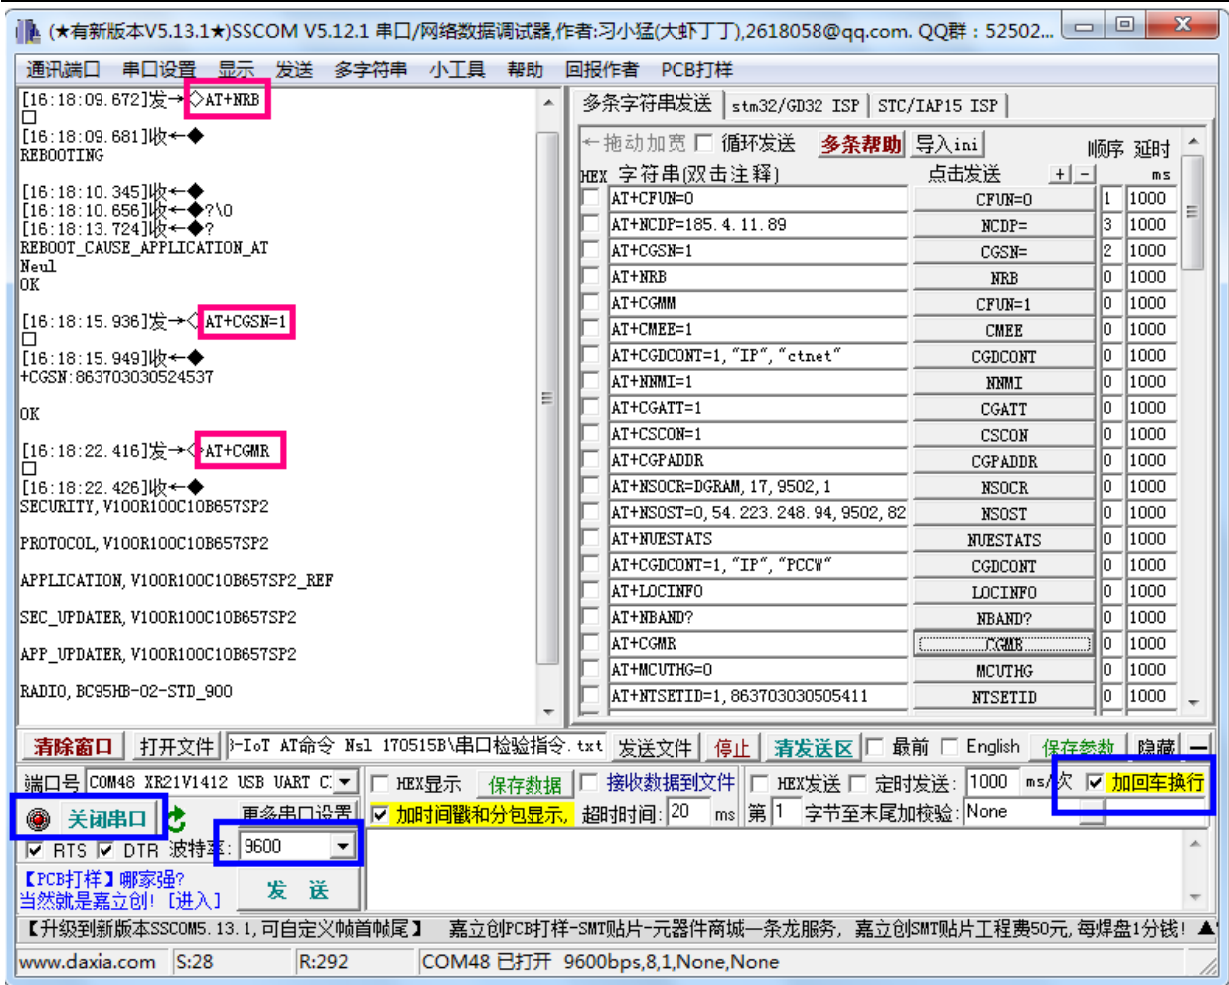 (★有新版本V5.13.1★)SSCOM V5.12.1 串口/网络数据调试器,作者:习小猛(大虾丁丁),2618058@qq.com. QQ群：52502...
通讯端口 串口设置 显示 发送 多字符串 小工具 帮助 回报作者 PCB打样
[16:18:09.672]发→◇AT+NRB
□
[16:18:09.681]收←◆
REBOOTING
[16:18:10.345]收←◆
[16:18:10.656]收←◆?\0
[16:18:13.724]收←◆?
REBOOT_CAUSE_APPLICATION_AT
Neul
OK
[16:18:15.936]发→◇AT+CGSN=1
□
[16:18:15.949]收←◆
+CGSN:863703030524537
OK
[16:18:22.416]发→◇AT+CGMR
□
[16:18:22.426]收←◆
SECURITY,V100R100C10B657SP2
PROTOCOL,V100R100C10B657SP2
APPLICATION,V100R100C10B657SP2_REF
SEC_UPDATER,V100R100C10B657SP2
APP_UPDATER,V100R100C10B657SP2
RADIO,BC95HB-02-STD_900
多条字符串发送 stm32/GD32 ISP STC/IAP15 ISP
←拖动加宽 循环发送 多条帮助 导入ini 顺序 延时
HEX 字符串(双击注释) 点击发送 + - ms
AT+CFUN=0 CFUN=0 1 1000
AT+NCDP=185.4.11.89 NCDP= 3 1000
AT+CGSN=1 CGSN= 2 1000
AT+NRB NRB 0 1000
AT+CGMM CFUN=1 0 1000
AT+CMEE=1 CMEE 0 1000
AT+CGDCONT=1,"IP","ctnet" CGDCONT 0 1000
AT+NNMI=1 NNMI 0 1000
AT+CGATT=1 CGATT 0 1000
AT+CSCON=1 CSCON 0 1000
AT+CGPADDR CGPADDR 0 1000
AT+NSOCR=DGRAM,17,9502,1 NSOCR 0 1000
AT+NSOST=0,54.223.248.94,9502,82 NSOST 0 1000
AT+NUESTATS NUESTATS 0 1000
AT+CGDCONT=1,"IP","PCCW" CGDCONT 0 1000
AT+LOCINFO LOCINFO 0 1000
AT+NBAND? NBAND? 0 1000
AT+CGMR CGMR 0 1000
AT+MCUTHG=0 MCUTHG 0 1000
AT+NTSETID=1,863703030505411 NTSETID 0 1000
清除窗口 打开文件 -IoT AT命令 Nsl 170515B\串口检验指令.txt 发送文件 停止 清发送区 最前 English 保存参数 隐藏 —
端口号 COM48 XR21V1412 USB UART C. HEX显示 保存数据 接收数据到文件 HEX发送 定时发送: 1000 ms/次 加回车换行
关闭串口 更多串口设置 加时间戳和分包显示, 超时时间: 20 ms 第 1 字节至末尾加校验: None
RTS DTR 波特率: 9600
【PCB打样】哪家强?
当然就是嘉立创! [进入]
发 送
【升级到新版本SSCOM5.13.1,可自定义帧首帧尾】 嘉立创PCB打样-SMT贴片-元器件商城一条龙服务, 嘉立创SMT贴片工程费50元,每焊盘1分钱! ▲
www.daxia.com S:28 R:292 COM48 已打开 9600bps,8,1,None,None